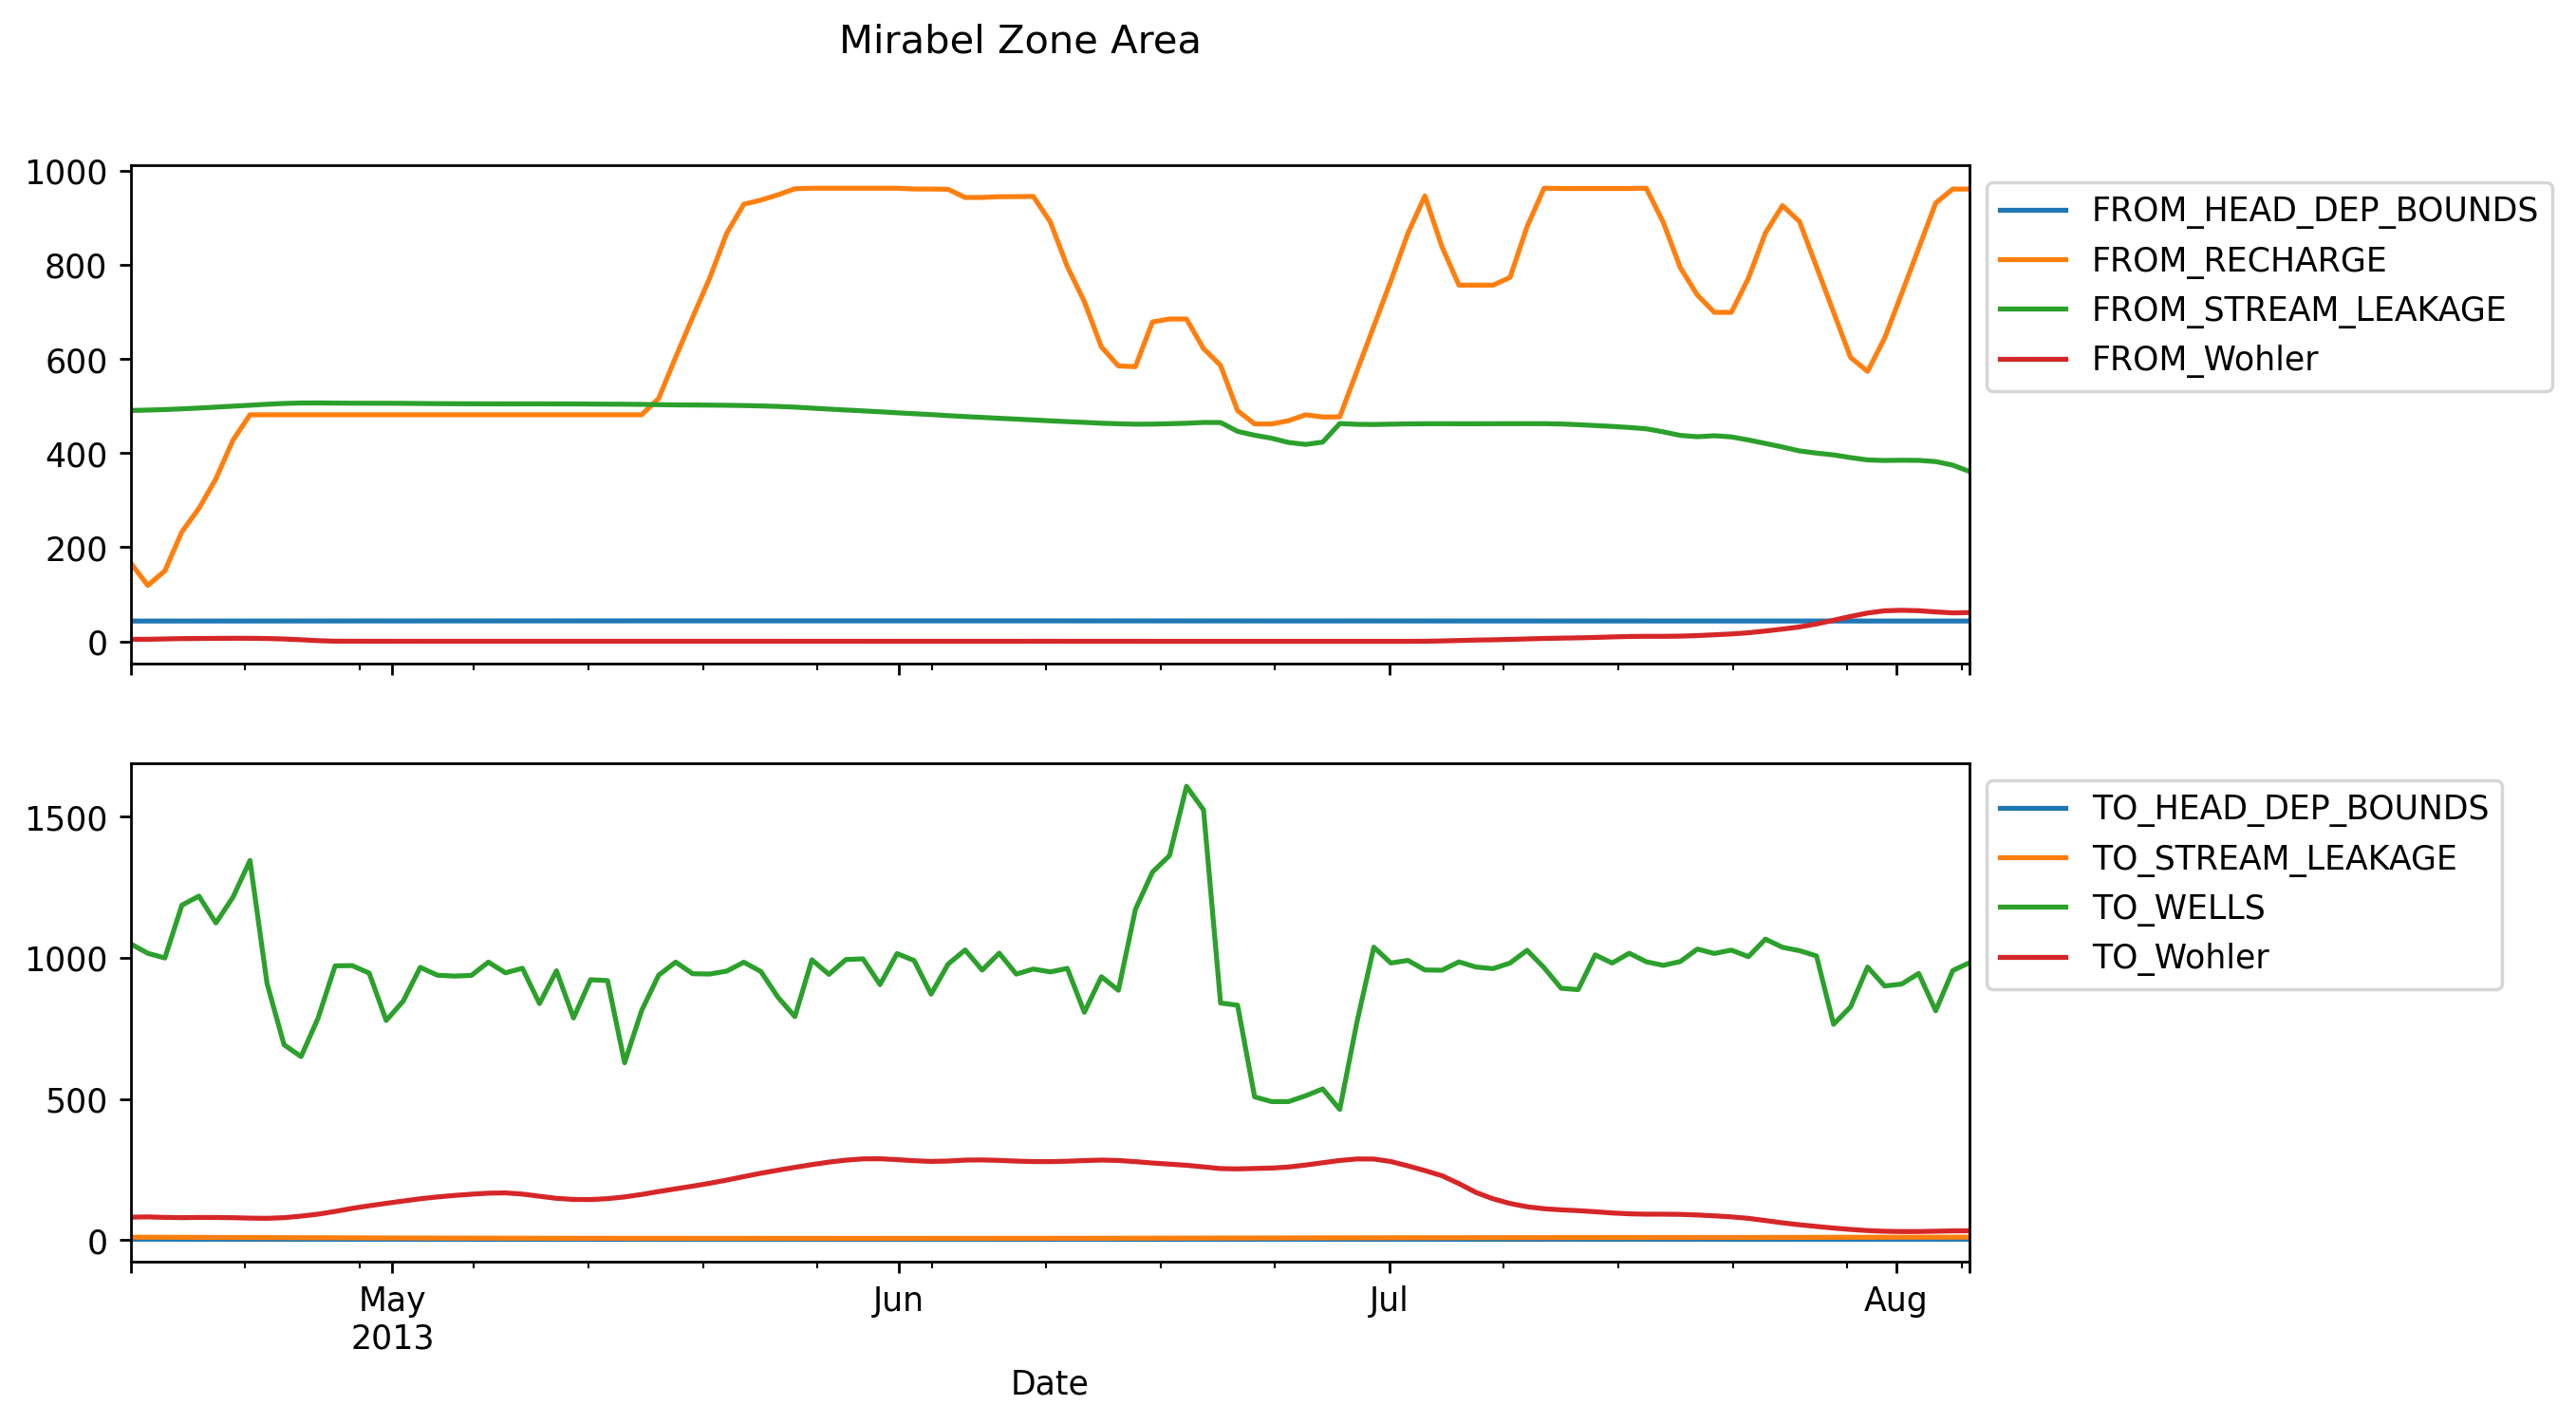 Mirabel Zone Area
1000
800
600
400
200
0
FROM_HEAD_DEP_BOUNDS
FROM_RECHARGE
FROM_STREAM_LEAKAGE
FROM_Wohler
1500
1000
500
0
TO_HEAD_DEP_BOUNDS
TO_STREAM_LEAKAGE
TO_WELLS
TO_Wohler
May Jun Jul Aug
2013
Date